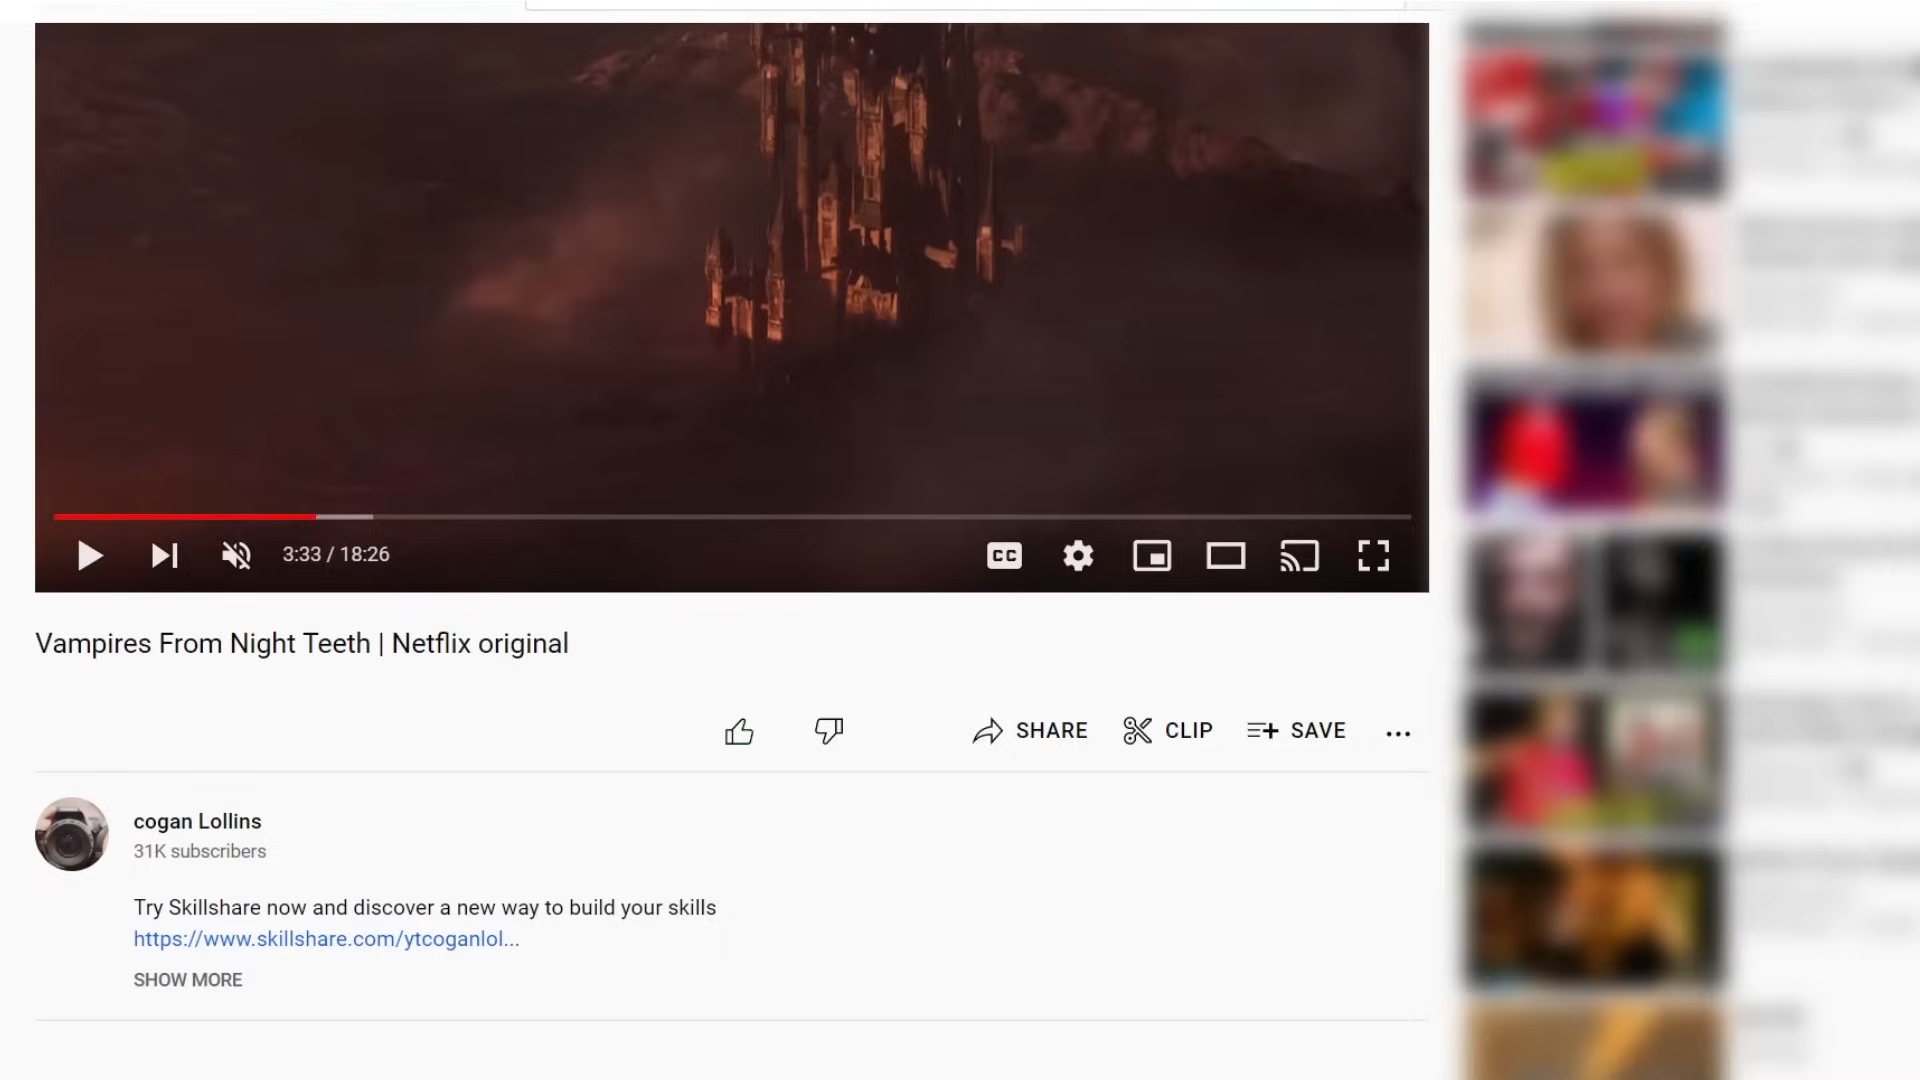 CC
3:33 / 18:26
Vampires From Night Teeth | Netflix original
SHARE
CLIP
SAVE
cogan Lollins
31K subscribers
Try Skillshare now and discover a new way to build your skills
https://www.skillshare.com/ytcoganlol...
SHOW MORE